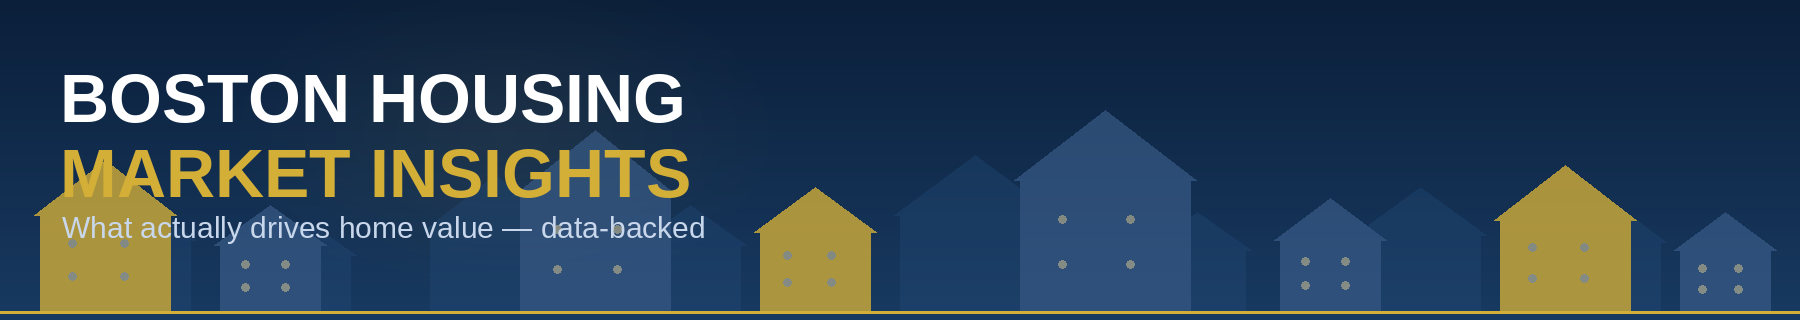 BOSTON HOUSING
MARKET INSIGHTS
What actually drives home value — data-backed